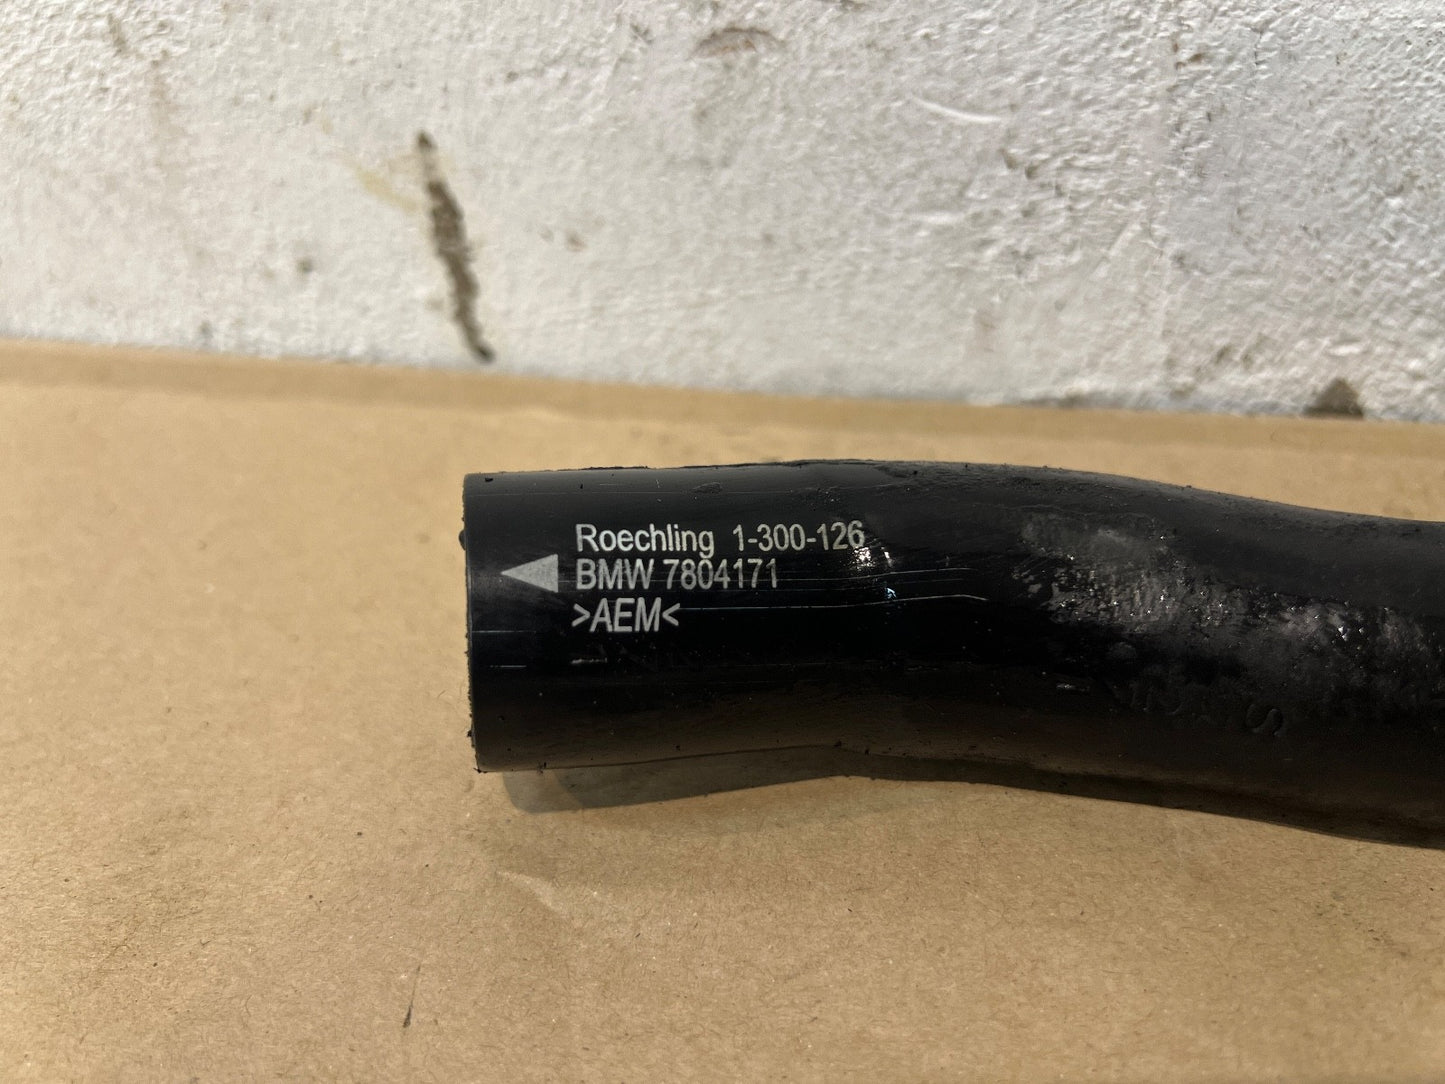 Roechling 1-300-126
BMW 7804171
>AEM<